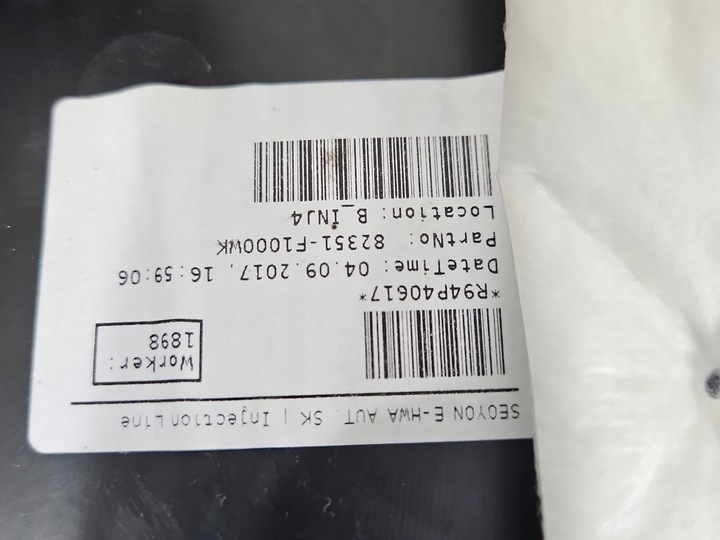 SEOYON E-HWA AUT. SK | Injection Line
Worker:
1898
*R94P40617*
DateTime: 04.09.2017, 16:59:06
PartNo: 82351-F1000WK
Location: B_INJ4